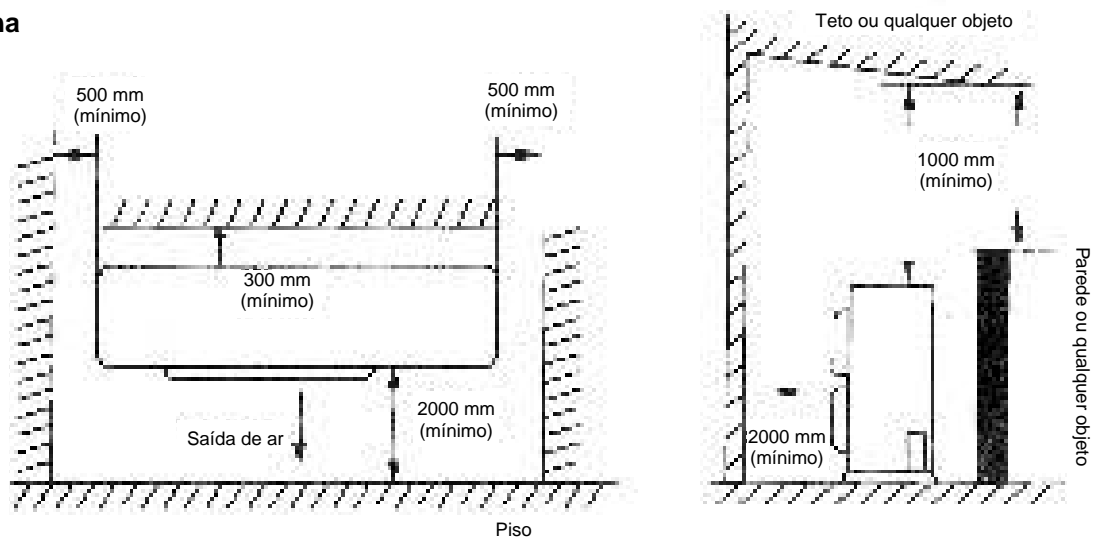 na
500 mm
(mínimo)
500 mm
(mínimo)
300 mm
(mínimo)
Saída de ar
2000 mm
(mínimo)
Piso
Teto ou qualquer objeto
1000 mm
(mínimo)
2000 mm
(mínimo)
Parede ou qualquer objeto